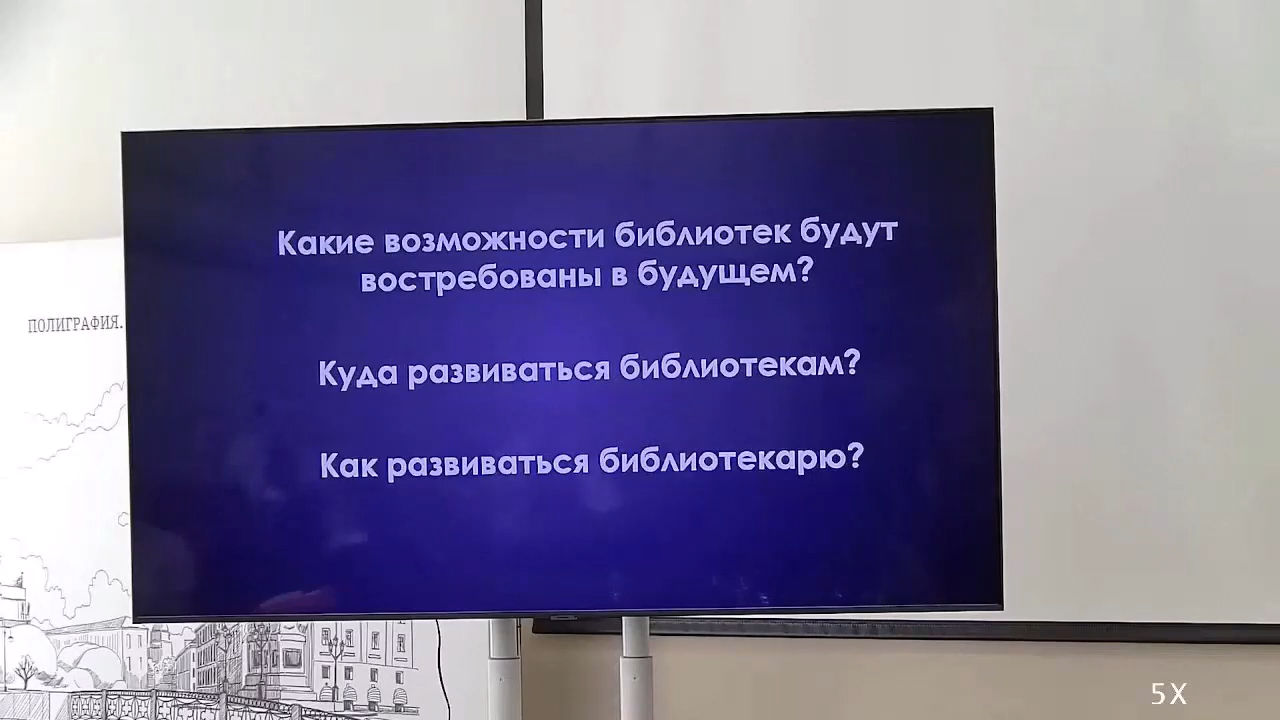 Какие возможности библиотек будут
востребованы в будущем?
ПОЛИГРАФИЯ.
Куда развиваться библиотекам?
Как развиваться библиотекарю?
5X